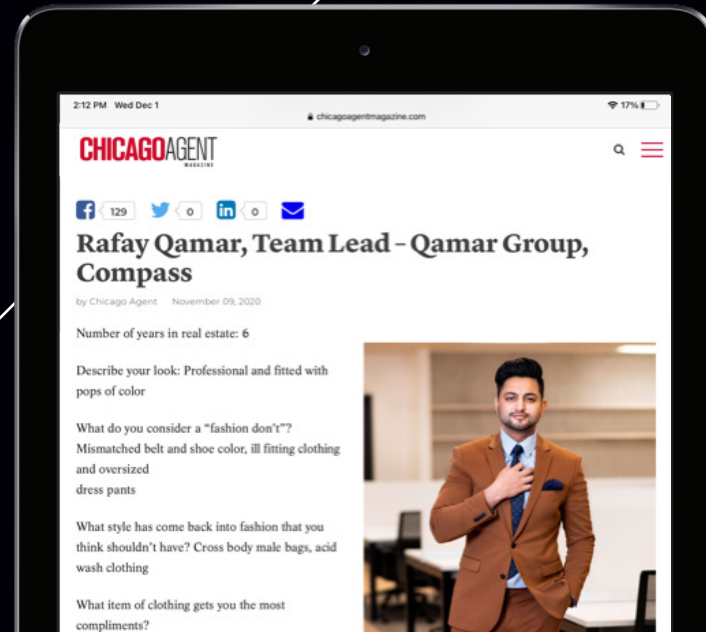 2:12 PM Wed Dec 1
chicagoagentmagazine.com
17%
CHICAGOAGENT
MAGAZINE
129
0
in
0
Rafay Qamar, Team Lead – Qamar Group,
Compass
by Chicago Agent November 09, 2020
Number of years in real estate: 6
Describe your look: Professional and fitted with
pops of color
What do you consider a “fashion don’t”?
Mismatched belt and shoe color, ill fitting clothing
and oversized
dress pants
What style has come back into fashion that you
think shouldn’t have? Cross body male bags, acid
wash clothing
What item of clothing gets you the most
compliments?